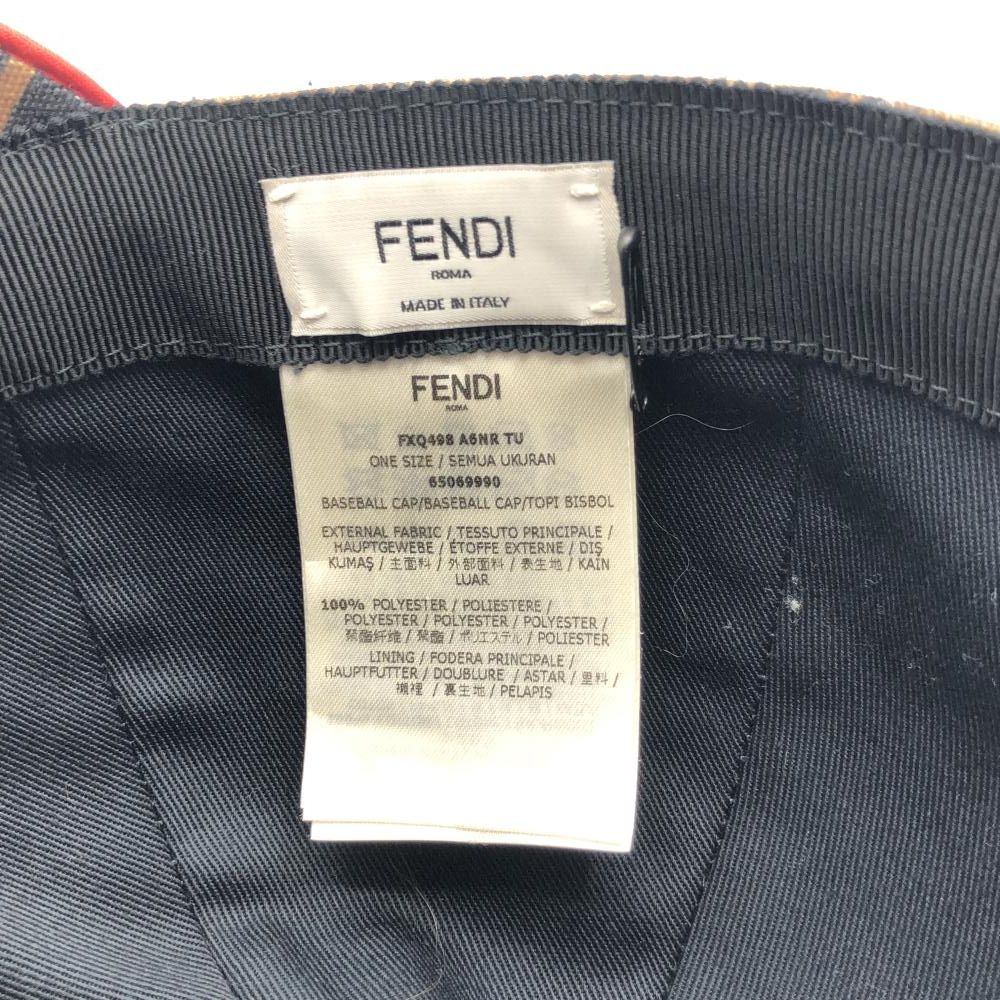 FENDI
ROMA
MADE IN ITALY
FENDI
ROMA
FXQ498 A6NR TU
ONE SIZE / SEMUA UKURAN
65069990
BASEBALL CAP/BASEBALL CAP/TOPI BISBOL
EXTERNAL FABRIC / TESSUTO PRINCIPALE /
HAUPTGEWEBE / ÉTOFFE EXTERNE / DIŞ
KUMAŞ / 主面料 / 外部面料 / 表生地 / KAIN
LUAR
100% POLYESTER / POLIESTERE /
POLYESTER / POLYESTER / POLYESTER /
聚酯纤维 / 聚酯 / ポリエステル / POLIESTER
LINING / FODERA PRINCIPALE /
HAUPTFUTTER / DOUBLURE / ASTAR / 里料 /
襯裡 / 裏生地 / PELAPIS